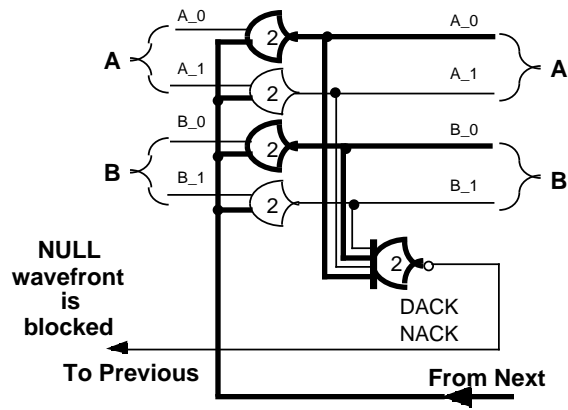 A_0
2
A_0
A
A_1
2
A_1
A
B_0
2
B_0
B
B_1
2
B_1
B
2
NULL
wavefront
is
blocked
DACK
NACK
To Previous
From Next